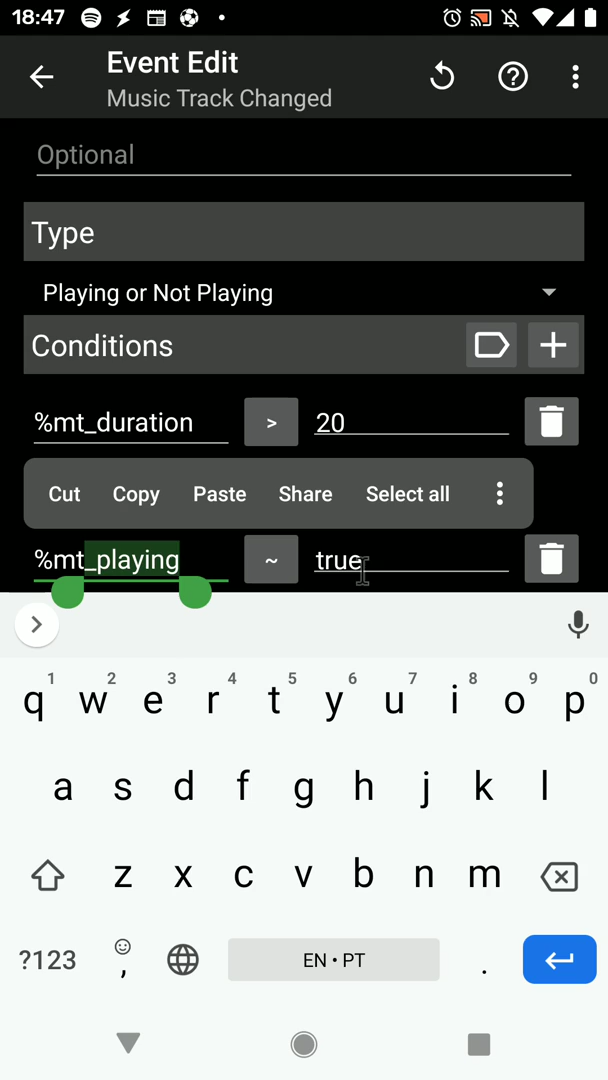 18:47
Event Edit
Music Track Changed
Optional
Type
Playing or Not Playing
Conditions
%mt_duration > 20
Cut Copy Paste Share Select all
%mt_playing ~ true
1 2 3 4 5 6 7 8 9 0
q w e r t y u i o p
a s d f g h j k l
z x c v b n m
?123 , EN • PT .